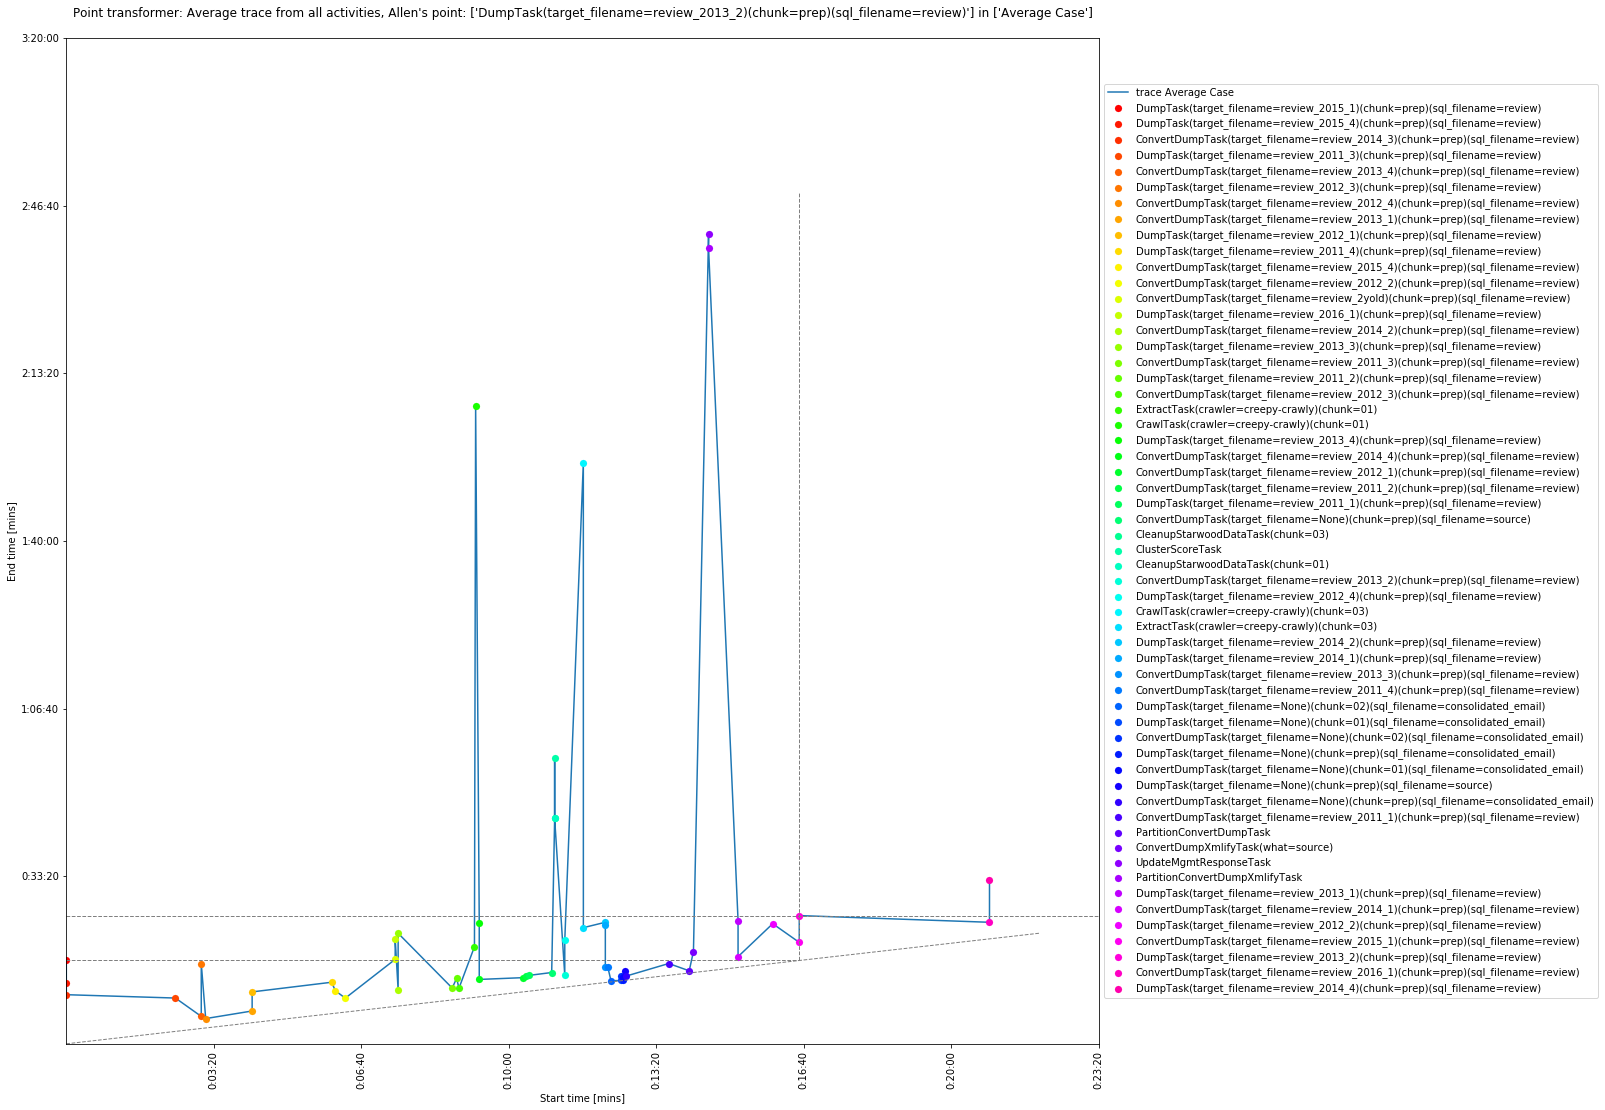 Point transformer: Average trace from all activities, Allen's point: ['DumpTask(target_filename=review_2013_2)(chunk=prep)(sql_filename=review)'] in ['Average Case']
3:20:00
2:46:40
2:13:20
1:40:00
1:06:40
0:33:20
End time [mins]
0:03:20
0:06:40
0:10:00
0:13:20
0:16:40
0:20:00
0:23:20
Start time [mins]
trace Average Case
DumpTask(target_filename=review_2015_1)(chunk=prep)(sql_filename=review)
DumpTask(target_filename=review_2015_4)(chunk=prep)(sql_filename=review)
ConvertDumpTask(target_filename=review_2014_3)(chunk=prep)(sql_filename=review)
DumpTask(target_filename=review_2011_3)(chunk=prep)(sql_filename=review)
ConvertDumpTask(target_filename=review_2013_4)(chunk=prep)(sql_filename=review)
DumpTask(target_filename=review_2012_3)(chunk=prep)(sql_filename=review)
ConvertDumpTask(target_filename=review_2012_4)(chunk=prep)(sql_filename=review)
ConvertDumpTask(target_filename=review_2013_1)(chunk=prep)(sql_filename=review)
DumpTask(target_filename=review_2012_1)(chunk=prep)(sql_filename=review)
DumpTask(target_filename=review_2011_4)(chunk=prep)(sql_filename=review)
ConvertDumpTask(target_filename=review_2015_4)(chunk=prep)(sql_filename=review)
ConvertDumpTask(target_filename=review_2012_2)(chunk=prep)(sql_filename=review)
ConvertDumpTask(target_filename=review_2yold)(chunk=prep)(sql_filename=review)
DumpTask(target_filename=review_2016_1)(chunk=prep)(sql_filename=review)
ConvertDumpTask(target_filename=review_2014_2)(chunk=prep)(sql_filename=review)
DumpTask(target_filename=review_2013_3)(chunk=prep)(sql_filename=review)
ConvertDumpTask(target_filename=review_2011_3)(chunk=prep)(sql_filename=review)
DumpTask(target_filename=review_2011_2)(chunk=prep)(sql_filename=review)
ConvertDumpTask(target_filename=review_2012_3)(chunk=prep)(sql_filename=review)
ExtractTask(crawler=creepy-crawly)(chunk=01)
CrawlTask(crawler=creepy-crawly)(chunk=01)
DumpTask(target_filename=review_2013_4)(chunk=prep)(sql_filename=review)
ConvertDumpTask(target_filename=review_2014_4)(chunk=prep)(sql_filename=review)
ConvertDumpTask(target_filename=review_2012_1)(chunk=prep)(sql_filename=review)
ConvertDumpTask(target_filename=review_2011_2)(chunk=prep)(sql_filename=review)
DumpTask(target_filename=review_2011_1)(chunk=prep)(sql_filename=review)
ConvertDumpTask(target_filename=None)(chunk=prep)(sql_filename=source)
CleanupStarwoodDataTask(chunk=03)
ClusterScoreTask
CleanupStarwoodDataTask(chunk=01)
ConvertDumpTask(target_filename=review_2013_2)(chunk=prep)(sql_filename=review)
DumpTask(target_filename=review_2012_4)(chunk=prep)(sql_filename=review)
CrawlTask(crawler=creepy-crawly)(chunk=03)
ExtractTask(crawler=creepy-crawly)(chunk=03)
DumpTask(target_filename=review_2014_2)(chunk=prep)(sql_filename=review)
DumpTask(target_filename=review_2014_1)(chunk=prep)(sql_filename=review)
ConvertDumpTask(target_filename=review_2013_3)(chunk=prep)(sql_filename=review)
ConvertDumpTask(target_filename=review_2011_4)(chunk=prep)(sql_filename=review)
DumpTask(target_filename=None)(chunk=02)(sql_filename=consolidated_email)
DumpTask(target_filename=None)(chunk=01)(sql_filename=consolidated_email)
ConvertDumpTask(target_filename=None)(chunk=02)(sql_filename=consolidated_email)
DumpTask(target_filename=None)(chunk=prep)(sql_filename=consolidated_email)
ConvertDumpTask(target_filename=None)(chunk=01)(sql_filename=consolidated_email)
DumpTask(target_filename=None)(chunk=prep)(sql_filename=source)
ConvertDumpTask(target_filename=None)(chunk=prep)(sql_filename=consolidated_email)
ConvertDumpTask(target_filename=review_2011_1)(chunk=prep)(sql_filename=review)
PartitionConvertDumpTask
ConvertDumpXmlifyTask(what=source)
UpdateMgmtResponseTask
PartitionConvertDumpXmlifyTask
DumpTask(target_filename=review_2013_1)(chunk=prep)(sql_filename=review)
ConvertDumpTask(target_filename=review_2014_1)(chunk=prep)(sql_filename=review)
DumpTask(target_filename=review_2012_2)(chunk=prep)(sql_filename=review)
ConvertDumpTask(target_filename=review_2015_1)(chunk=prep)(sql_filename=review)
DumpTask(target_filename=review_2013_2)(chunk=prep)(sql_filename=review)
ConvertDumpTask(target_filename=review_2016_1)(chunk=prep)(sql_filename=review)
DumpTask(target_filename=review_2014_4)(chunk=prep)(sql_filename=review)